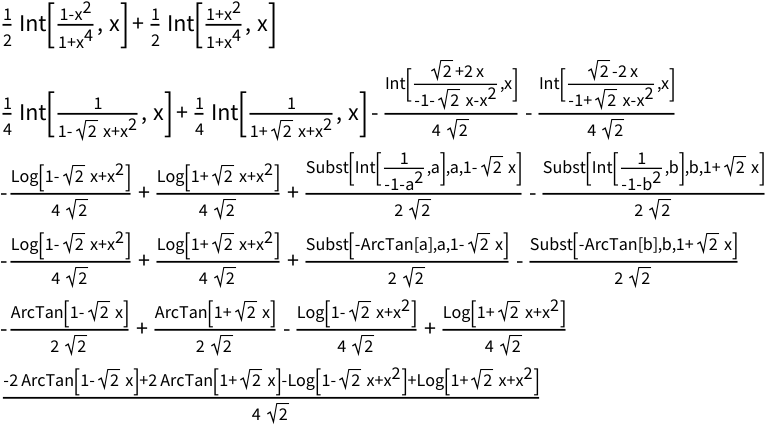 1/2 Int[(1-x^2)/(1+x^4), x] + 1/2 Int[(1+x^2)/(1+x^4), x]
1/4 Int[1/(1-√2 x+x^2), x] + 1/4 Int[1/(1+√2 x+x^2), x] - Int[(√2+2x)/(-1-√2 x-x^2),x]/(4√2) - Int[(√2-2x)/(-1+√2 x-x^2),x]/(4√2)
-Log[1-√2 x+x^2]/(4√2) + Log[1+√2 x+x^2]/(4√2) + Subst[Int[1/(-1-a^2),a],a,1-√2 x]/(2√2) - Subst[Int[1/(-1-b^2),b],b,1+√2 x]/(2√2)
-Log[1-√2 x+x^2]/(4√2) + Log[1+√2 x+x^2]/(4√2) + Subst[-ArcTan[a],a,1-√2 x]/(2√2) - Subst[-ArcTan[b],b,1+√2 x]/(2√2)
-ArcTan[1-√2 x]/(2√2) + ArcTan[1+√2 x]/(2√2) - Log[1-√2 x+x^2]/(4√2) + Log[1+√2 x+x^2]/(4√2)
(-2 ArcTan[1-√2 x]+2 ArcTan[1+√2 x]-Log[1-√2 x+x^2]+Log[1+√2 x+x^2])/(4√2)